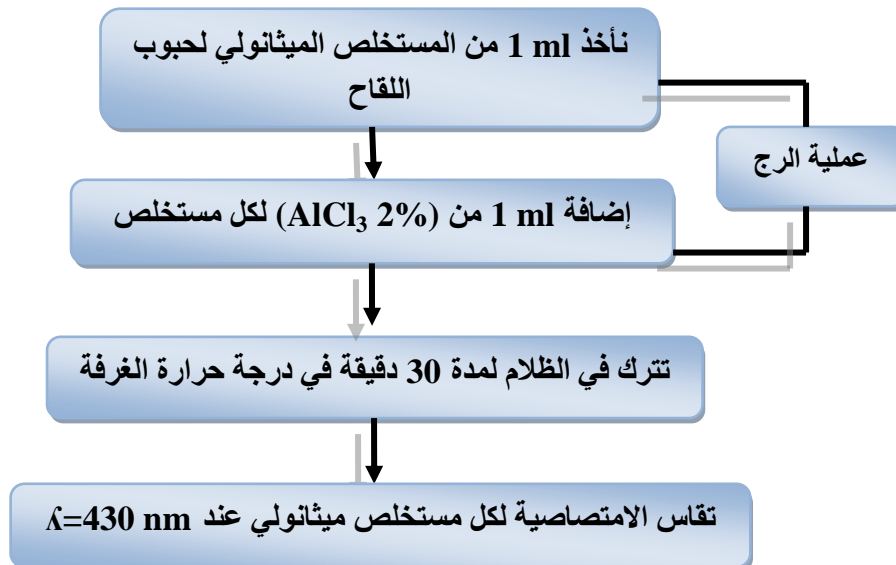 نأخذ 1 ml من المستخلص الميثانولي لحبوب
اللقاح
عملية الرج
إضافة 1 ml من (AlCl₃ 2%) لكل مستخلص
تترك في الظلام لمدة 30 دقيقة في درجة حرارة الغرفة
تقاس الامتصاصية لكل مستخلص ميثانولي عند ʎ=430 nm